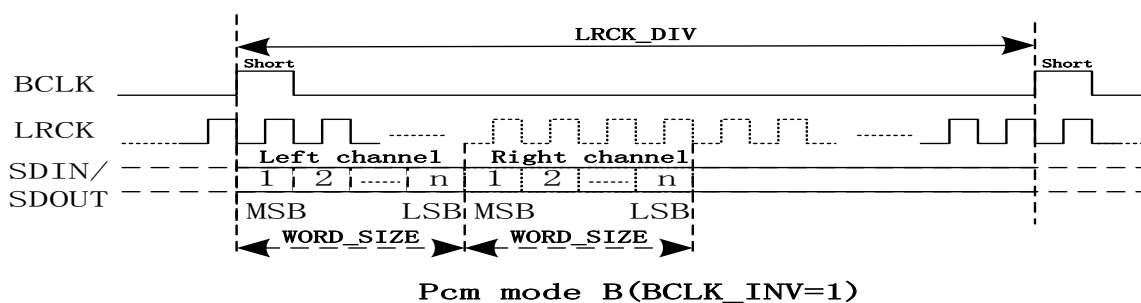 LRCK_DIV
Short Short
BCLK
LRCK
Left channel Right channel
SDIN/
SDOUT
1 2 n 1 2 n
MSB LSB MSB LSB
WORD_SIZE WORD_SIZE
Pcm mode B(BCLK_INV=1)